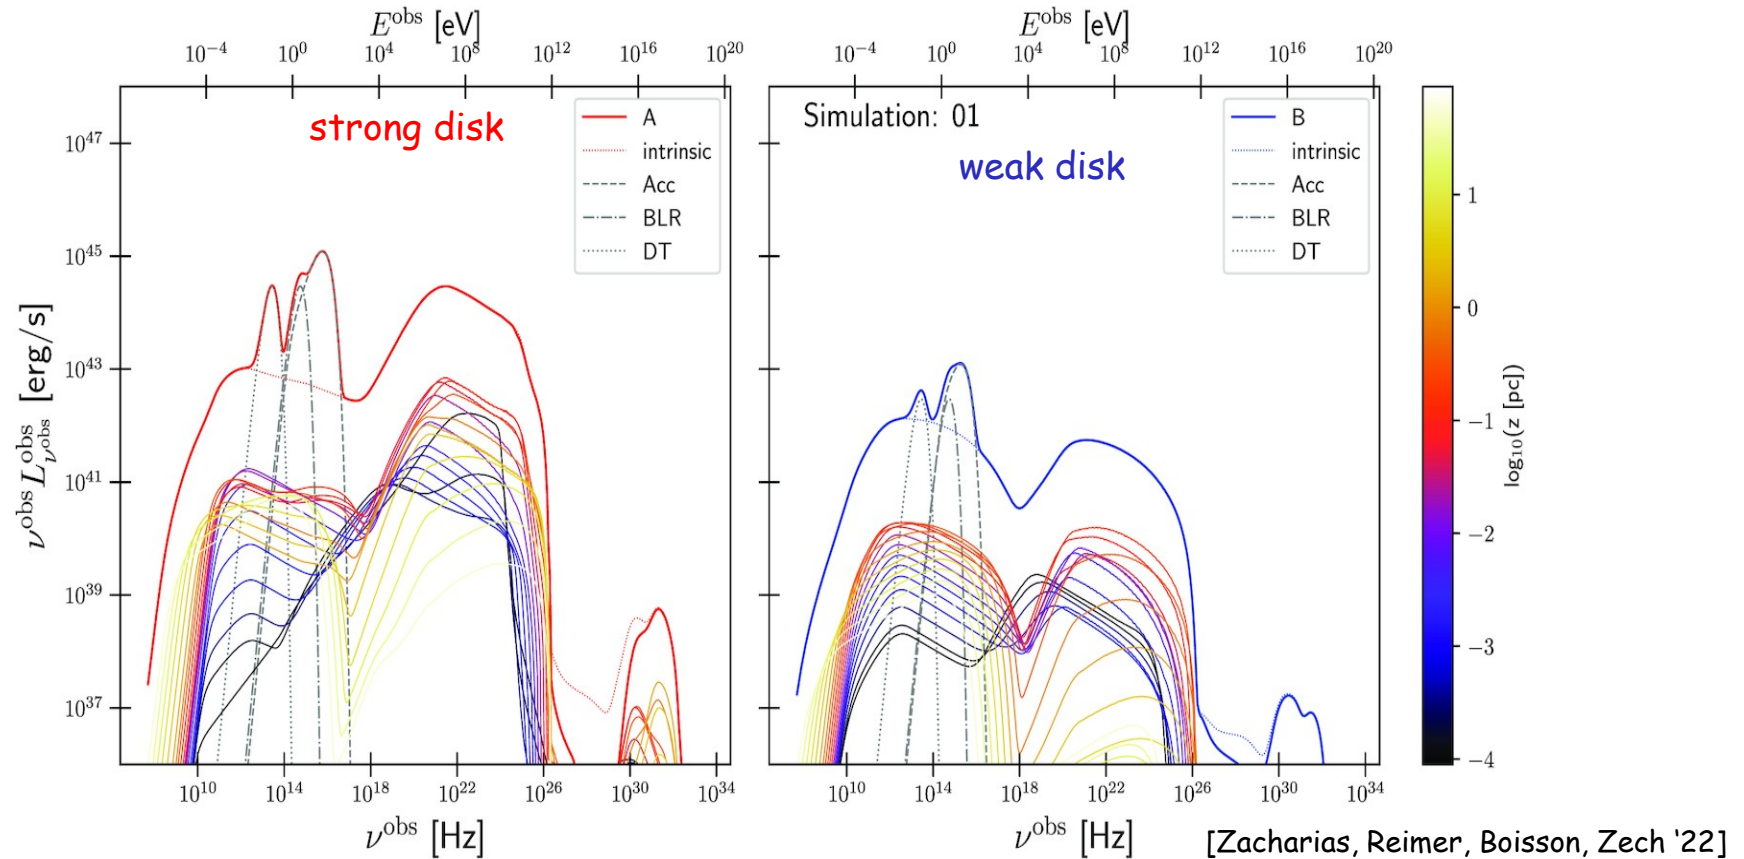 E^obs [eV]
10^−4 10^0 10^4 10^8 10^12 10^16 10^20
E^obs [eV]
10^−4 10^0 10^4 10^8 10^12 10^16 10^20
strong disk
A
intrinsic
Acc
BLR
DT
Simulation: 01
weak disk
B
intrinsic
Acc
BLR
DT
ν^obs L^obs_ν^obs [erg/s]
10^47
10^45
10^43
10^41
10^39
10^37
log10(z [pc])
1
0
−1
−2
−3
−4
10^10 10^14 10^18 10^22 10^26 10^30 10^34
ν^obs [Hz]
10^10 10^14 10^18 10^22 10^26 10^30 10^34
ν^obs [Hz]
[Zacharias, Reimer, Boisson, Zech ‘22]